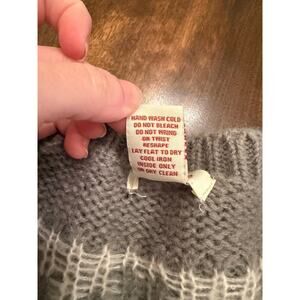 HAND WASH COLD
DO NOT BLEACH
DO NOT WRING
OR TWIST
RESHAPE
LAY FLAT TO DRY
COOL IRON
INSIDE ONLY
OR DRY CLEAN